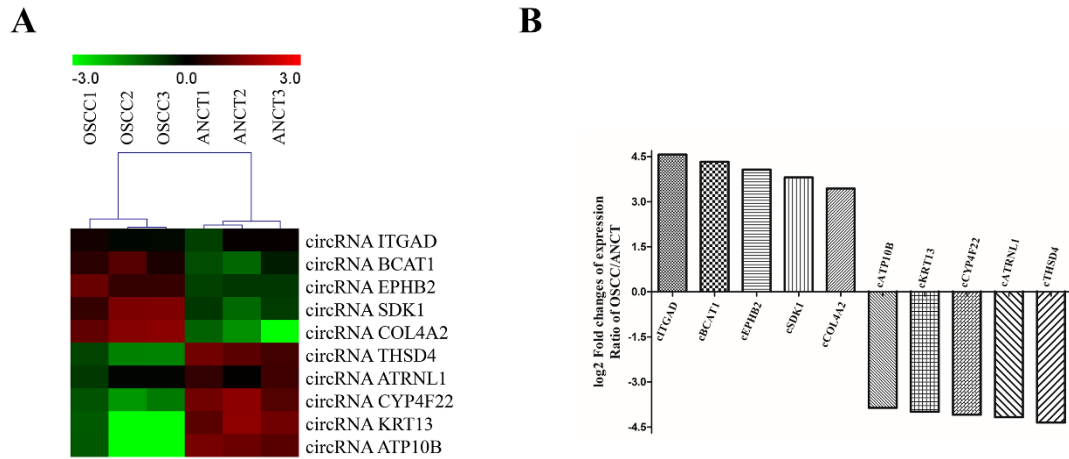 A
-3.0 0.0 3.0
OSCC1
OSCC2
OSCC3
ANCT1
ANCT2
ANCT3
circRNA ITGAD
circRNA BCAT1
circRNA EPHB2
circRNA SDK1
circRNA COL4A2
circRNA THSD4
circRNA ATRNL1
circRNA CYP4F22
circRNA KRT13
circRNA ATP10B
B
log2 Fold changes of expression
Ratio of OSCC/ANCT
4.5
3.0
1.5
0.0
-1.5
-3.0
-4.5
cITGAD
cBCAT1
cEPHB2
cSDK1
cCOL4A2
cATP10B
cKRT13
cCYP4F22
cATRNL1
cTHSD4